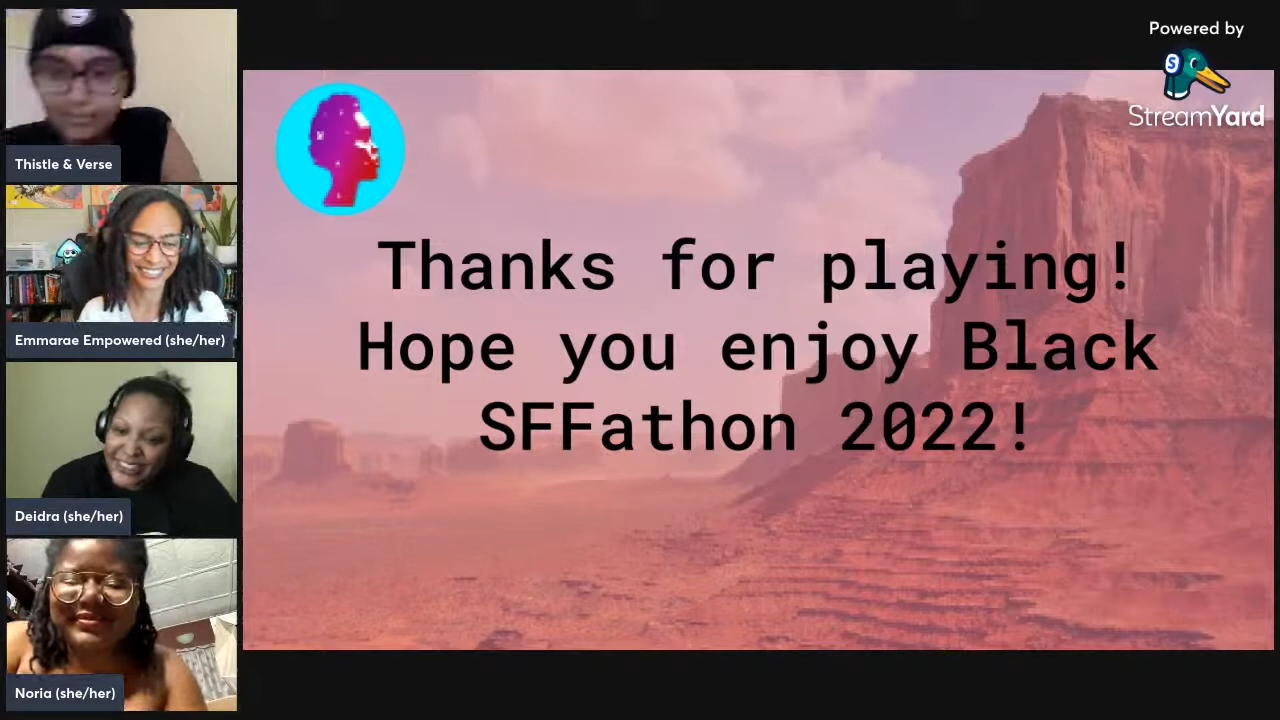 Thistle & Verse
Emmarae Empowered (she/her)
Deidra (she/her)
Noria (she/her)
Thanks for playing!
Hope you enjoy Black
SFFathon 2022!
Powered by
S
StreamYard